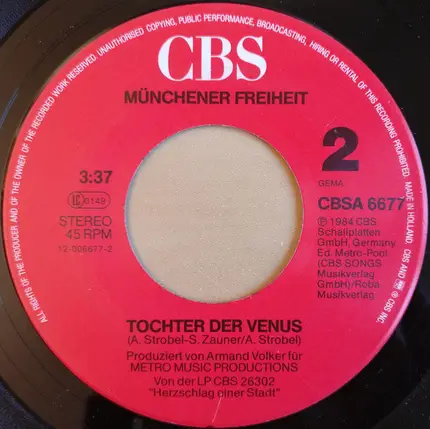 ALL RIGHTS OF THE PRODUCER AND OF THE OWNER OF THE RECORDED WORK RESERVED. UNAUTHORISED COPYING, PUBLIC PERFORMANCE, BROADCASTING, HIRING OR RENTAL OF THIS RECORDING PROHIBITED. MADE IN HOLLAND. CBS AND ® CBS INC.
CBS
MÜNCHENER FREIHEIT
2
3:37
GEMA
LC 0149
CBSA 6677
STEREO
45 RPM
12-006677-2
℗ 1984 CBS
Schallplatten
GmbH, Germany
Ed. Metro-Pool
(CBS SONGS
Musikverlag
GmbH)/Roba
Musikverlag
TOCHTER DER VENUS
(A. Strobel-S. Zauner/A. Strobel)
Produziert von Armand Volker für
METRO MUSIC PRODUCTIONS
Von der LP CBS 26302
"Herzschlag einer Stadt"